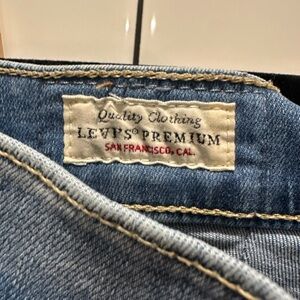 Quality Clothing
LEVI'S® PREMIUM
SAN FRANCISCO, CAL.